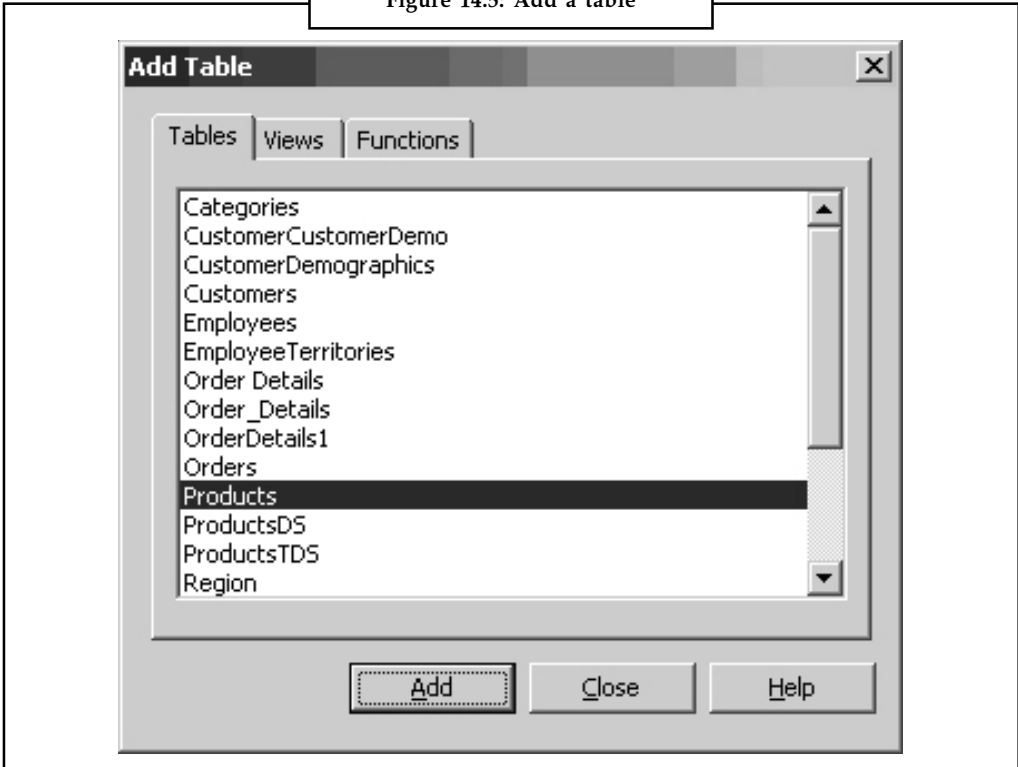 Figure 14.5: Add a table
Add Table
Tables Views Functions
Categories
CustomerCustomerDemo
CustomerDemographics
Customers
Employees
EmployeeTerritories
Order Details
Order_Details
OrderDetails1
Orders
Products
ProductsDS
ProductsTDS
Region
Add Close Help